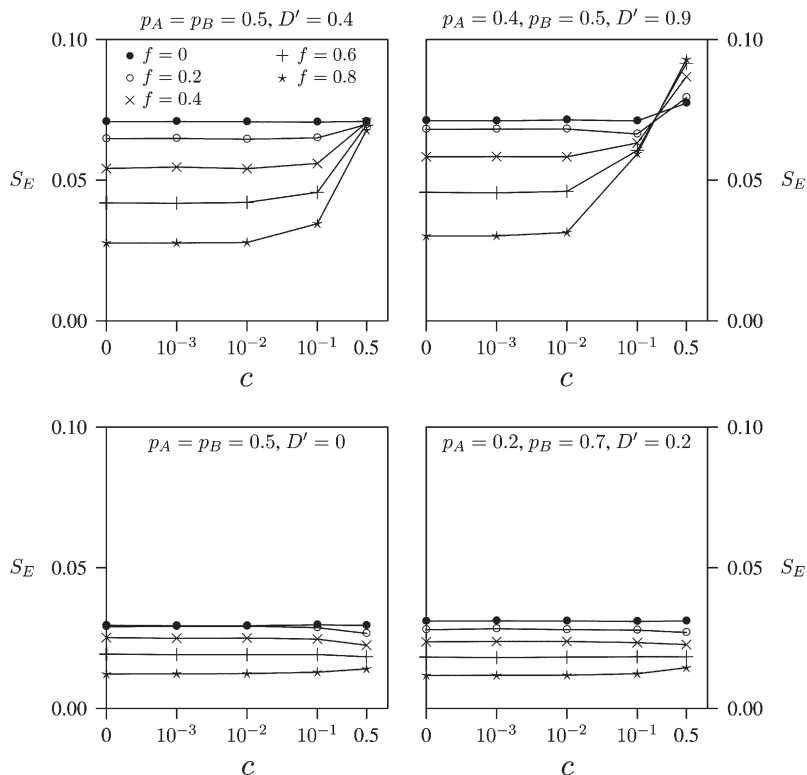 p_A = p_B = 0.5, D′ = 0.4
p_A = 0.4, p_B = 0.5, D′ = 0.9
0.10
f = 0
f = 0.2
f = 0.4
f = 0.6
f = 0.8
0.10
S_E
0.05
0.05
S_E
0.00
0.00
0 10⁻³ 10⁻² 10⁻¹ 0.5
0 10⁻³ 10⁻² 10⁻¹ 0.5
c
c
p_A = p_B = 0.5, D′ = 0
p_A = 0.2, p_B = 0.7, D′ = 0.2
0.10
0.10
S_E
0.05
0.05
S_E
0.00
0.00
0 10⁻³ 10⁻² 10⁻¹ 0.5
0 10⁻³ 10⁻² 10⁻¹ 0.5
c
c